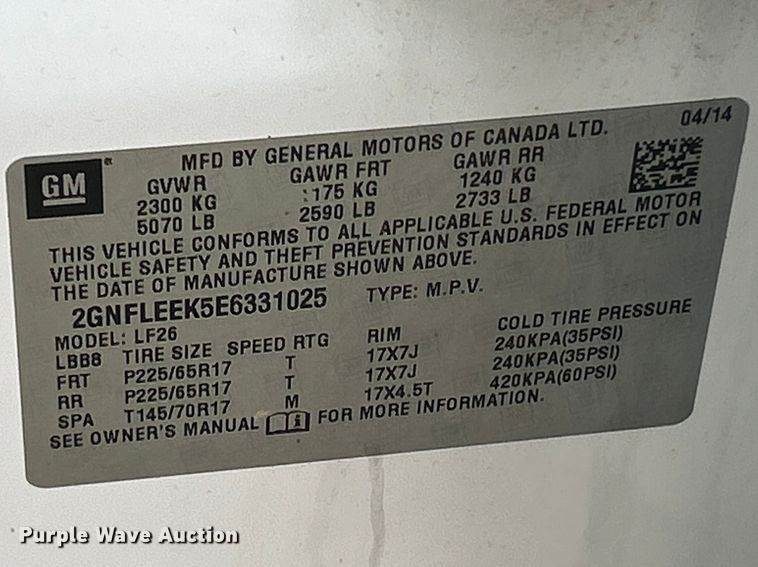 04/14
GM MFD BY GENERAL MOTORS OF CANADA LTD.
GVWR GAWR FRT GAWR RR
2300 KG 175 KG 1240 KG
5070 LB 2590 LB 2733 LB
THIS VEHICLE CONFORMS TO ALL APPLICABLE U.S. FEDERAL MOTOR
VEHICLE SAFETY AND THEFT PREVENTION STANDARDS IN EFFECT ON
THE DATE OF MANUFACTURE SHOWN ABOVE.
2GNFLEEK5E6331025 TYPE: M.P.V.
MODEL: LF26
LBB8 TIRE SIZE SPEED RTG RIM COLD TIRE PRESSURE
FRT P225/65R17 T 17X7J 240KPA(35PSI)
RR P225/65R17 T 17X7J 240KPA(35PSI)
SPA T145/70R17 M 17X4.5T 420KPA(60PSI)
SEE OWNER'S MANUAL FOR MORE INFORMATION.
Purple Wave Auction